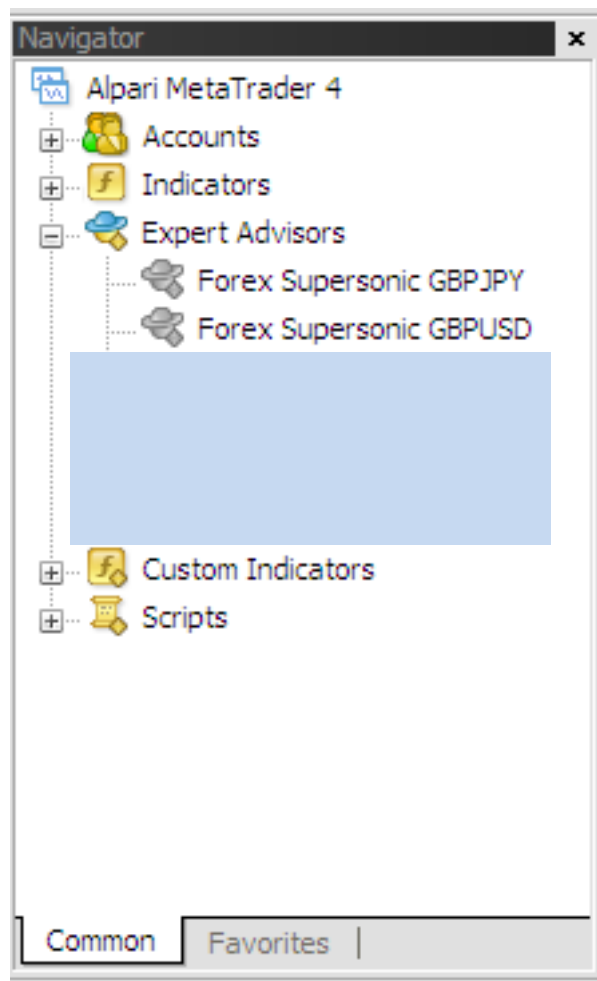 Navigator
Alpari MetaTrader 4
Accounts
Indicators
Expert Advisors
Forex Supersonic GBPJPY
Forex Supersonic GBPUSD
Custom Indicators
Scripts
Common Favorites